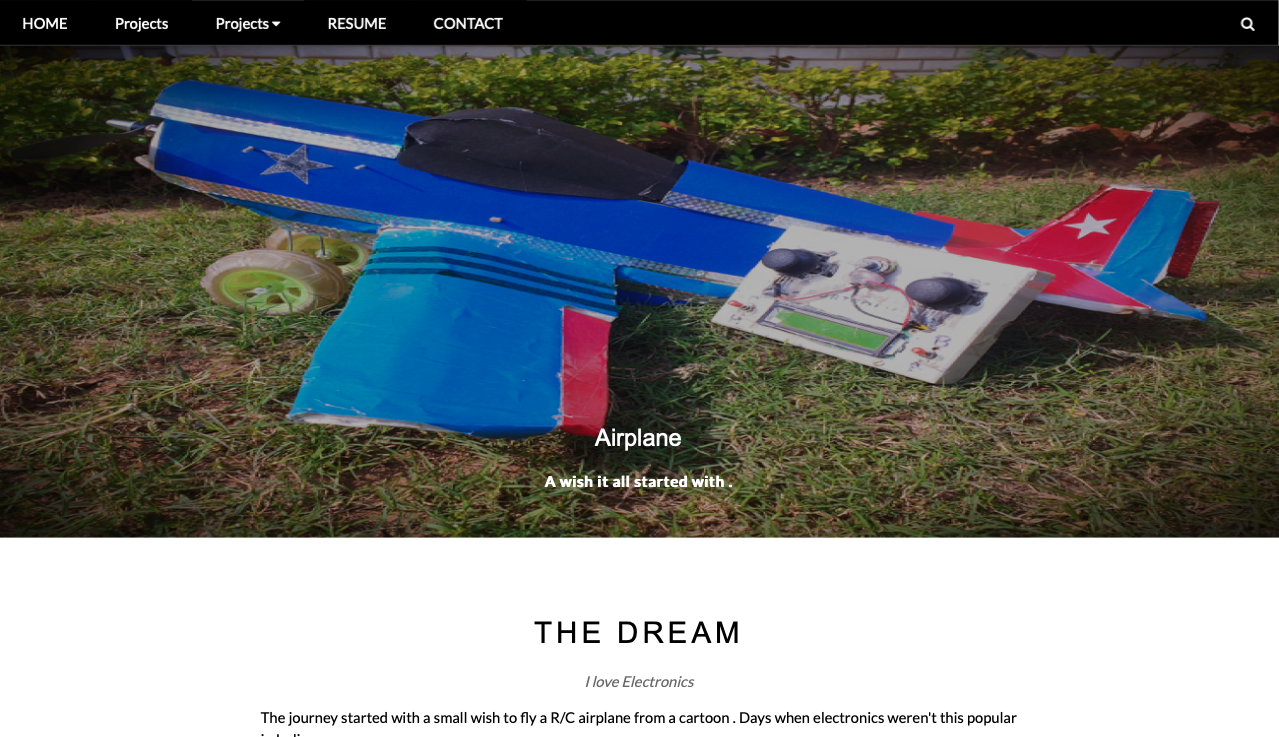 HOME Projects Projects RESUME CONTACT
Airplane
A wish it all started with .
THE DREAM
I love Electronics
The journey started with a small wish to fly a R/C airplane from a cartoon . Days when electronics weren't this popular